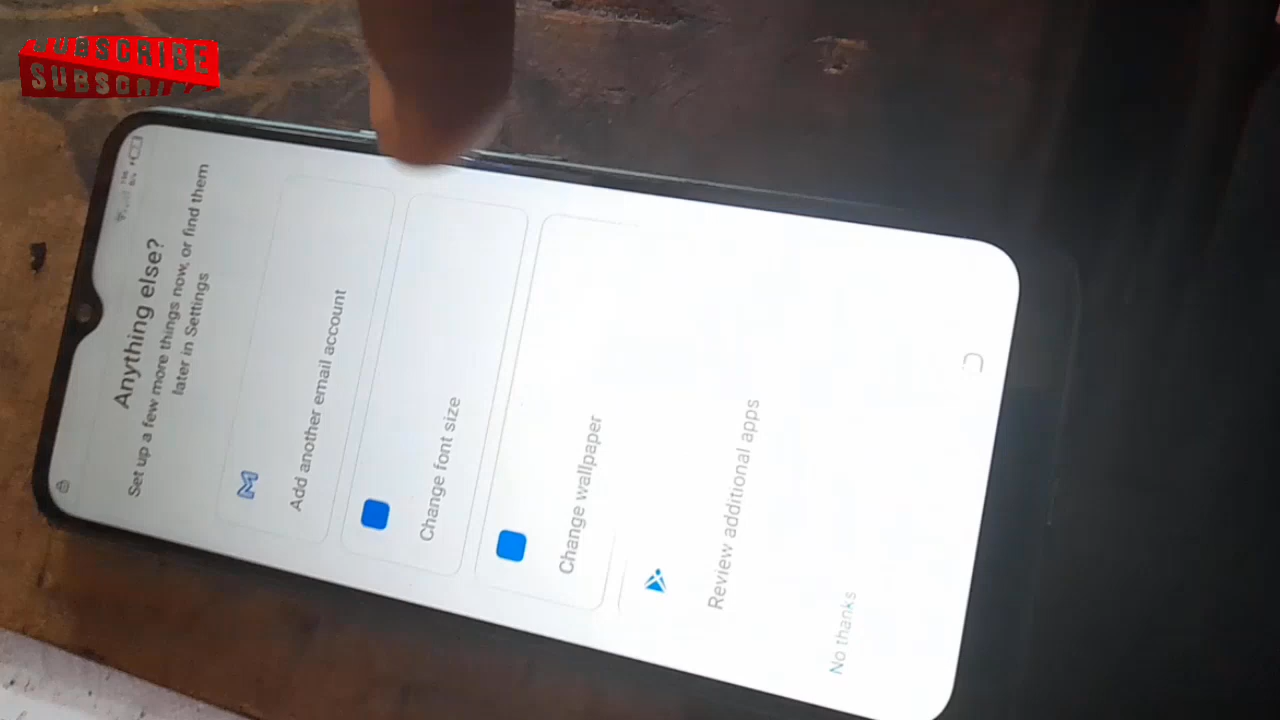 SUBSCRIBE
SUBSCRI
Anything else?
Set up a few more things now, or find them
later in Settings
Add another email account
Change font size
Change wallpaper
Review additional apps
No thanks